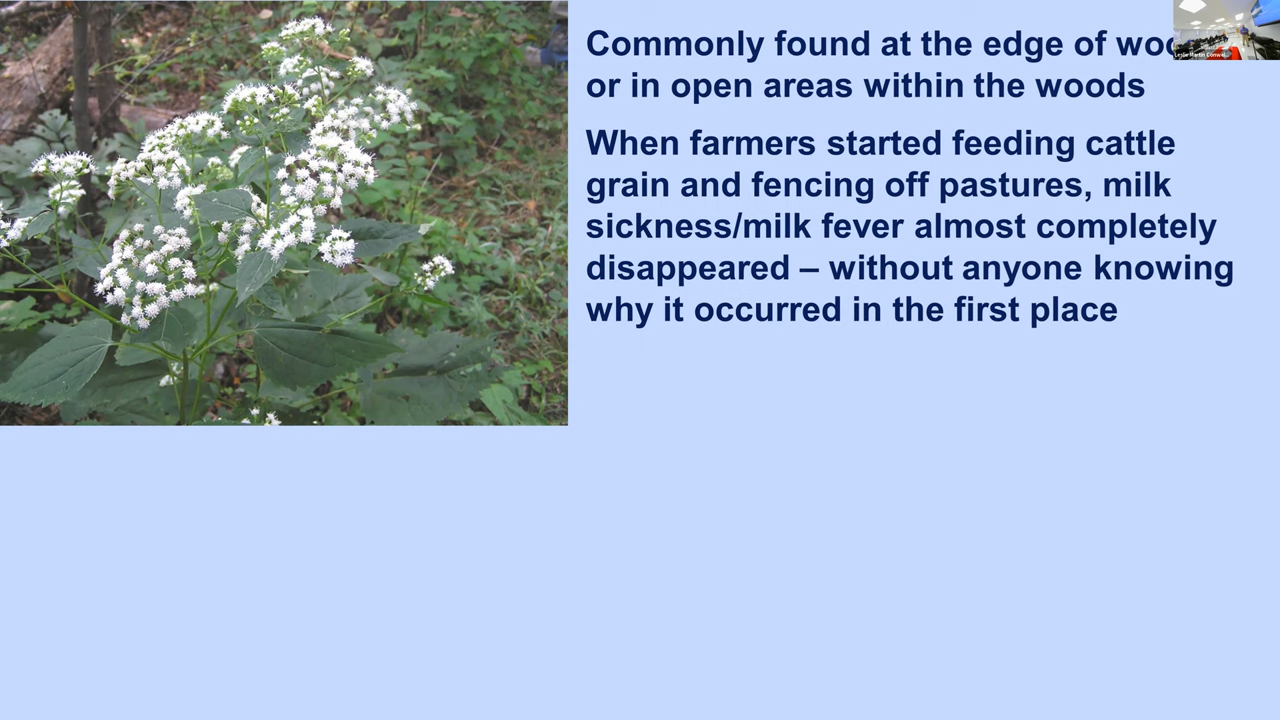 Commonly found at the edge of
or in open areas within the woods
When farmers started feeding cattle
grain and fencing off pastures, milk
sickness/milk fever almost completely
disappeared – without anyone knowing
why it occurred in the first place
Leslie Martin